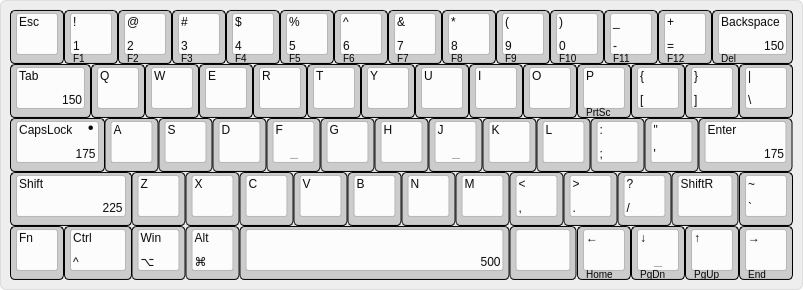 Esc ! @ # $ % ^ & * ( ) _ + Backspace
1 2 3 4 5 6 7 8 9 0 - = 150
F1 F2 F3 F4 F5 F6 F7 F8 F9 F10 F11 F12 Del
Tab Q W E R T Y U I O P { } |
150 [ ] \
PrtSc
CapsLock • A S D F G H J K L : " Enter
175 _ _ ; ' 175
Shift Z X C V B N M < > ? ShiftR ~
225 , . / `
Fn Ctrl Win Alt ← ↓ ↑ →
^ ⌥ ⌘ 500 _
Home PgDn PgUp End